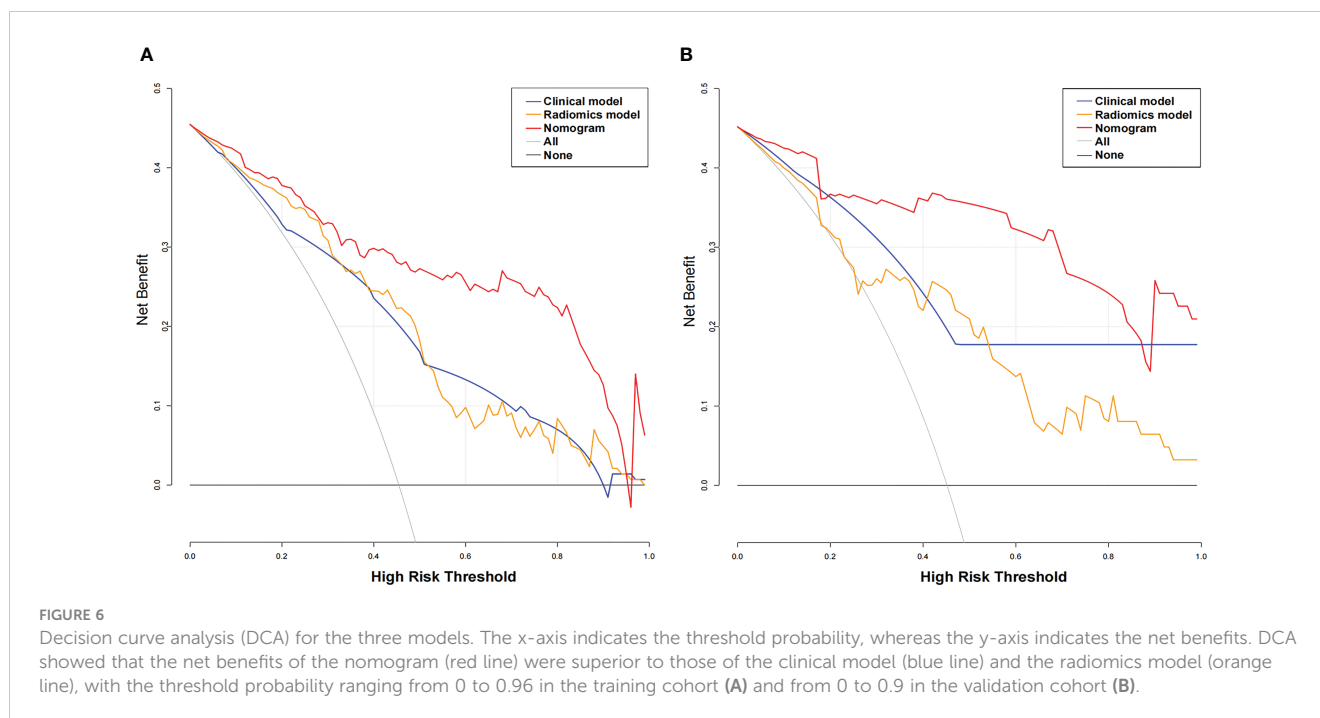 A
B
Clinical model
Radiomics model
Nomogram
All
None
Clinical model
Radiomics model
Nomogram
All
None
0.5
0.4
0.3
0.2
0.1
0.0
Net Benefit
0.0 0.2 0.4 0.6 0.8 1.0
High Risk Threshold
0.5
0.4
0.3
0.2
0.1
0.0
Net Benefit
0.0 0.2 0.4 0.6 0.8 1.0
High Risk Threshold
FIGURE 6
Decision curve analysis (DCA) for the three models. The x-axis indicates the threshold probability, whereas the y-axis indicates the net benefits. DCA
showed that the net benefits of the nomogram (red line) were superior to those of the clinical model (blue line) and the radiomics model (orange
line), with the threshold probability ranging from 0 to 0.96 in the training cohort (A) and from 0 to 0.9 in the validation cohort (B).